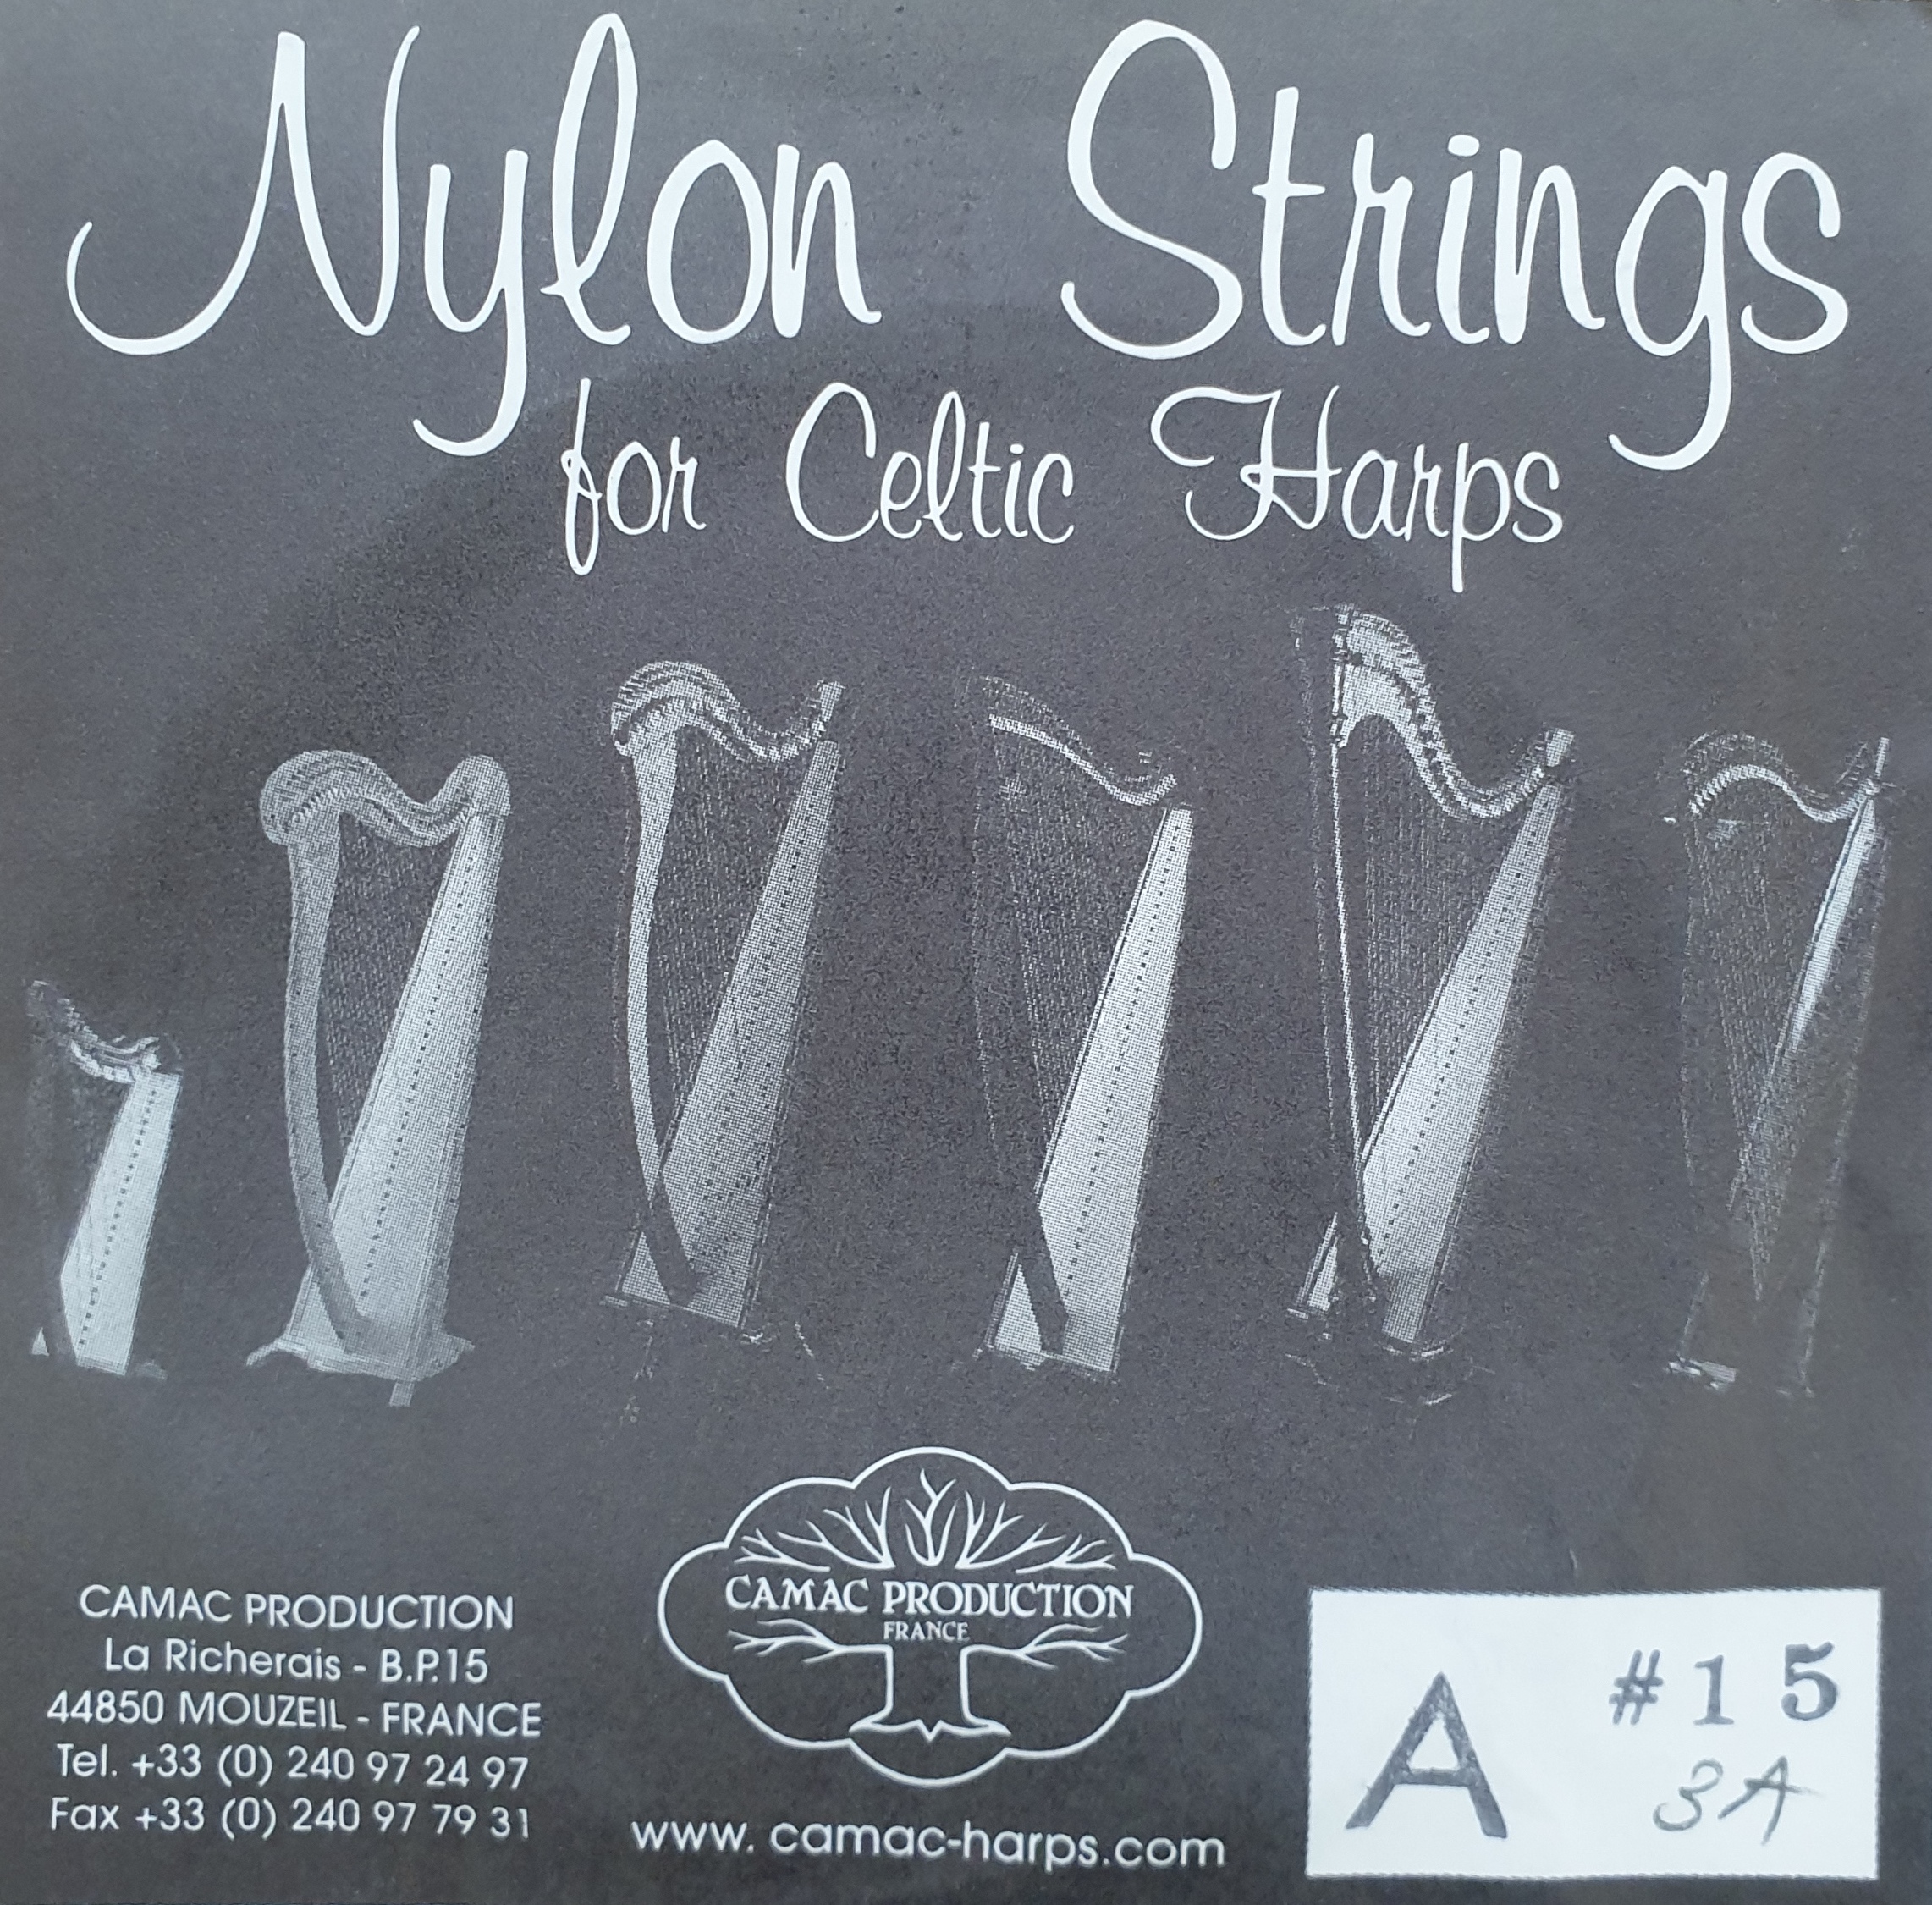 Nylon Strings
for Celtic Harps
CAMAC PRODUCTION
La Richerais - B.P.15
44850 MOUZEIL - FRANCE
Tel. +33 (0) 240 97 24 97
Fax +33 (0) 240 97 79 31
CAMAC PRODUCTION
FRANCE
www. camac-harps.com
A #15
3A